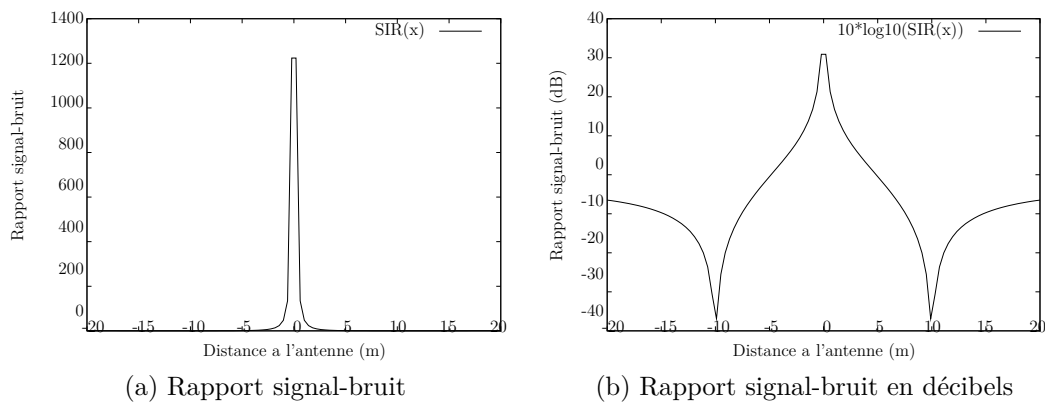 1400
1200
1000
800
600
400
200
0
-20 -15 -10 -5 0 5 10 15 20
Rapport signal-bruit
Distance a l'antenne (m)
SIR(x)
(a) Rapport signal-bruit
40
30
20
10
0
-10
-20
-30
-40
-20 -15 -10 -5 0 5 10 15 20
Rapport signal-bruit (dB)
Distance a l'antenne (m)
10*log10(SIR(x))
(b) Rapport signal-bruit en décibels